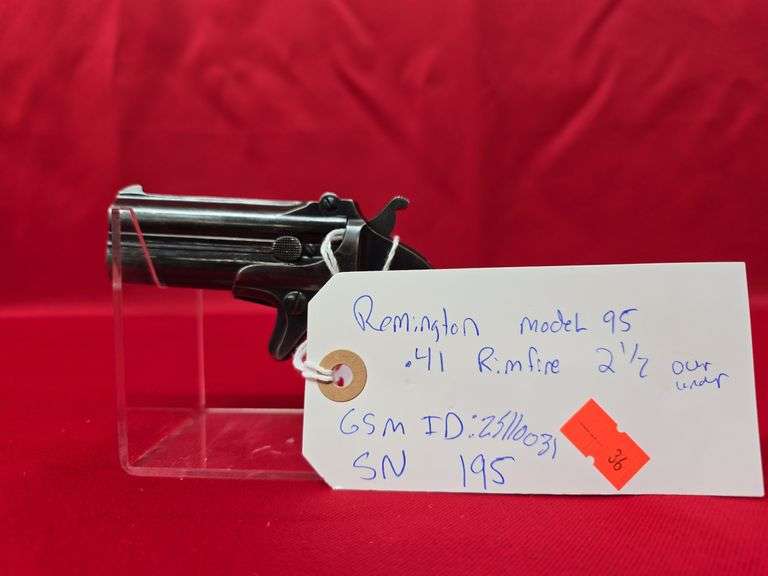 Remington model 95
.41 Rimfire 2 1/2 over under
GSM ID: 25110031
SN 195
36